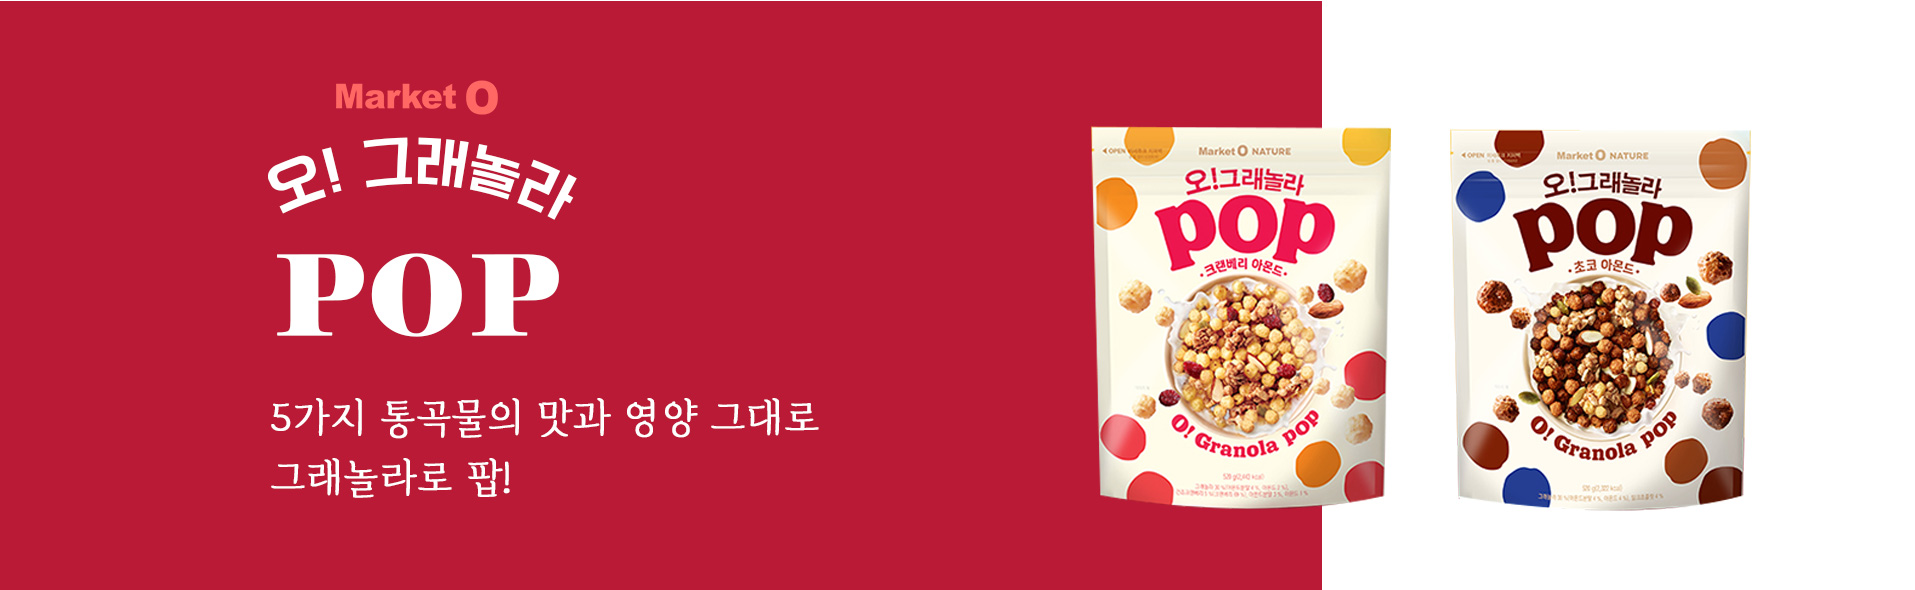 Market O
오! 그래놀라
POP
5가지 통곡물의 맛과 영양 그대로
그래놀라로 팝!
OPEN
Market O NATURE
오!그래놀라
pop
·크랜베리 아몬드·
O! Granola pop
OPEN
Market O NATURE
오!그래놀라
pop
·초코 아몬드·
O! Granola pop